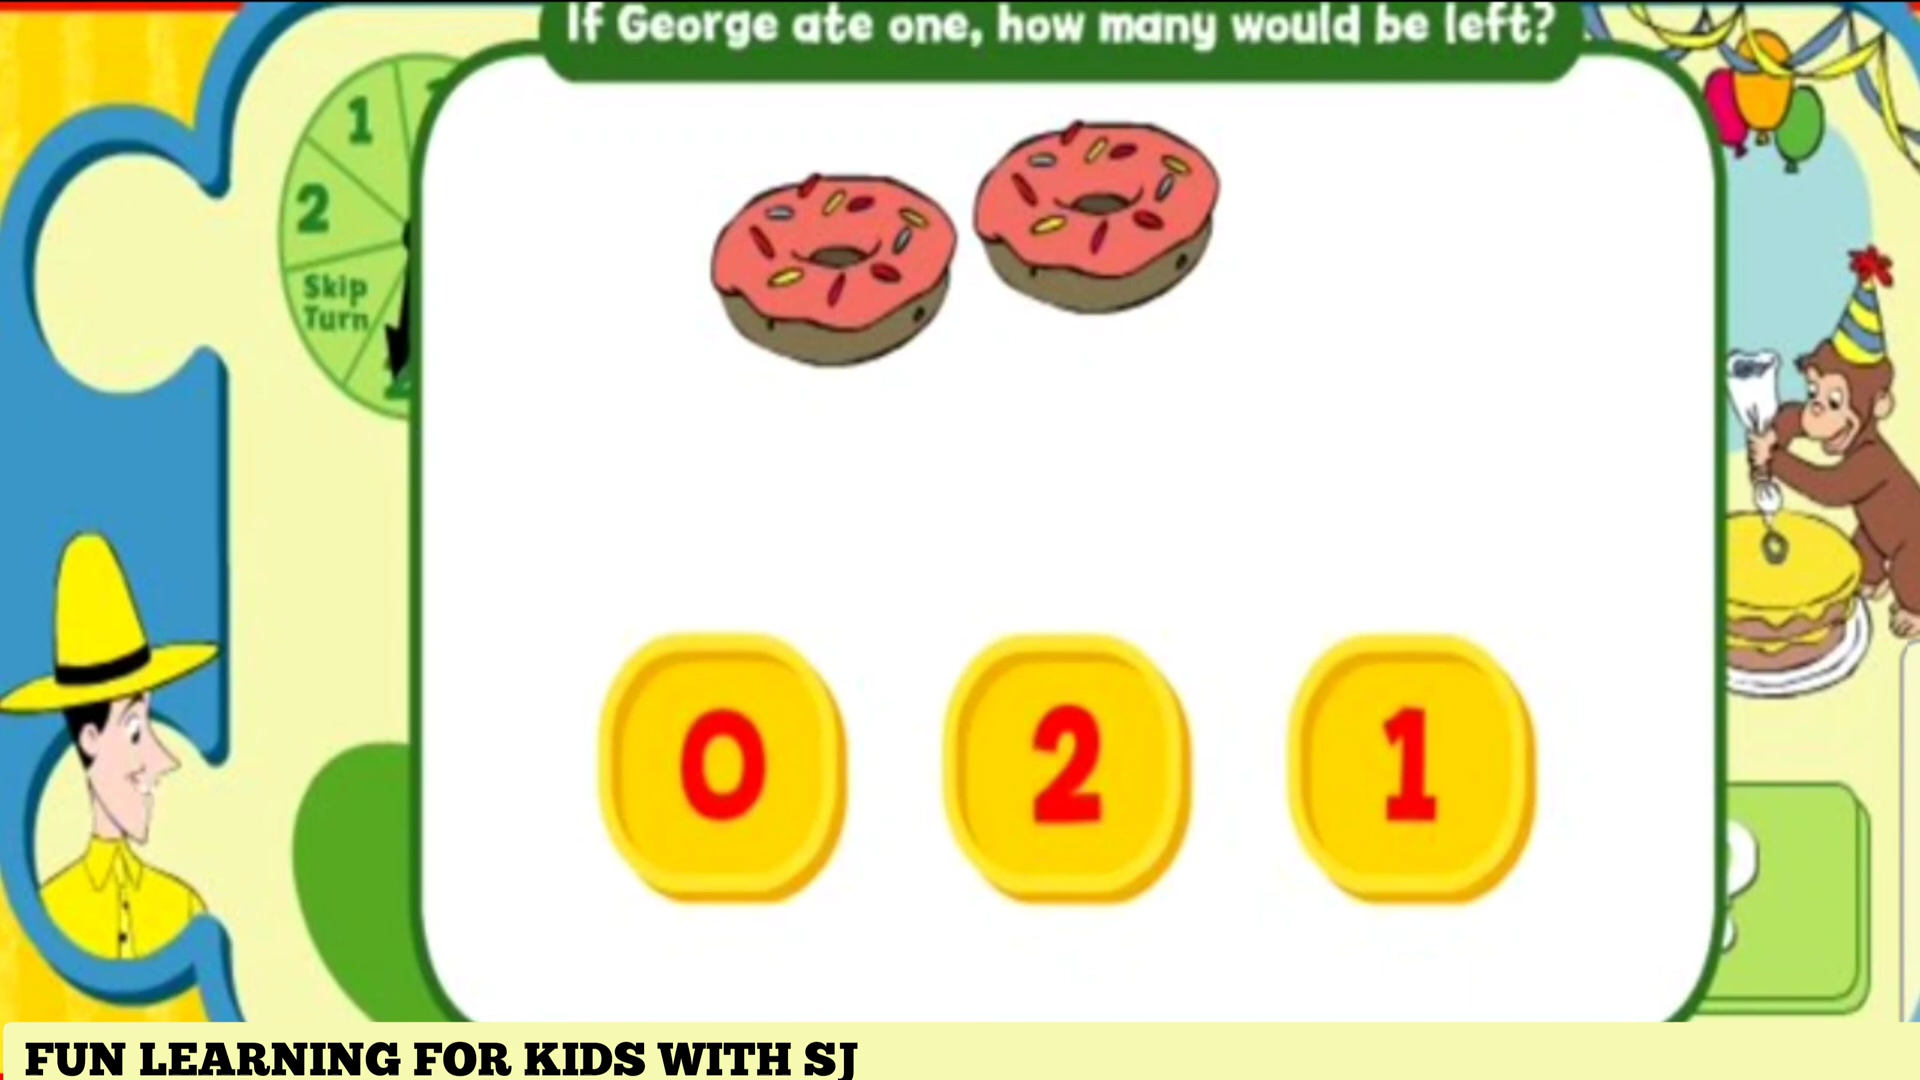 If George ate one, how many would be left?
1
2
Skip
Turn
0 2 1
?
FUN LEARNING FOR KIDS WITH SJ